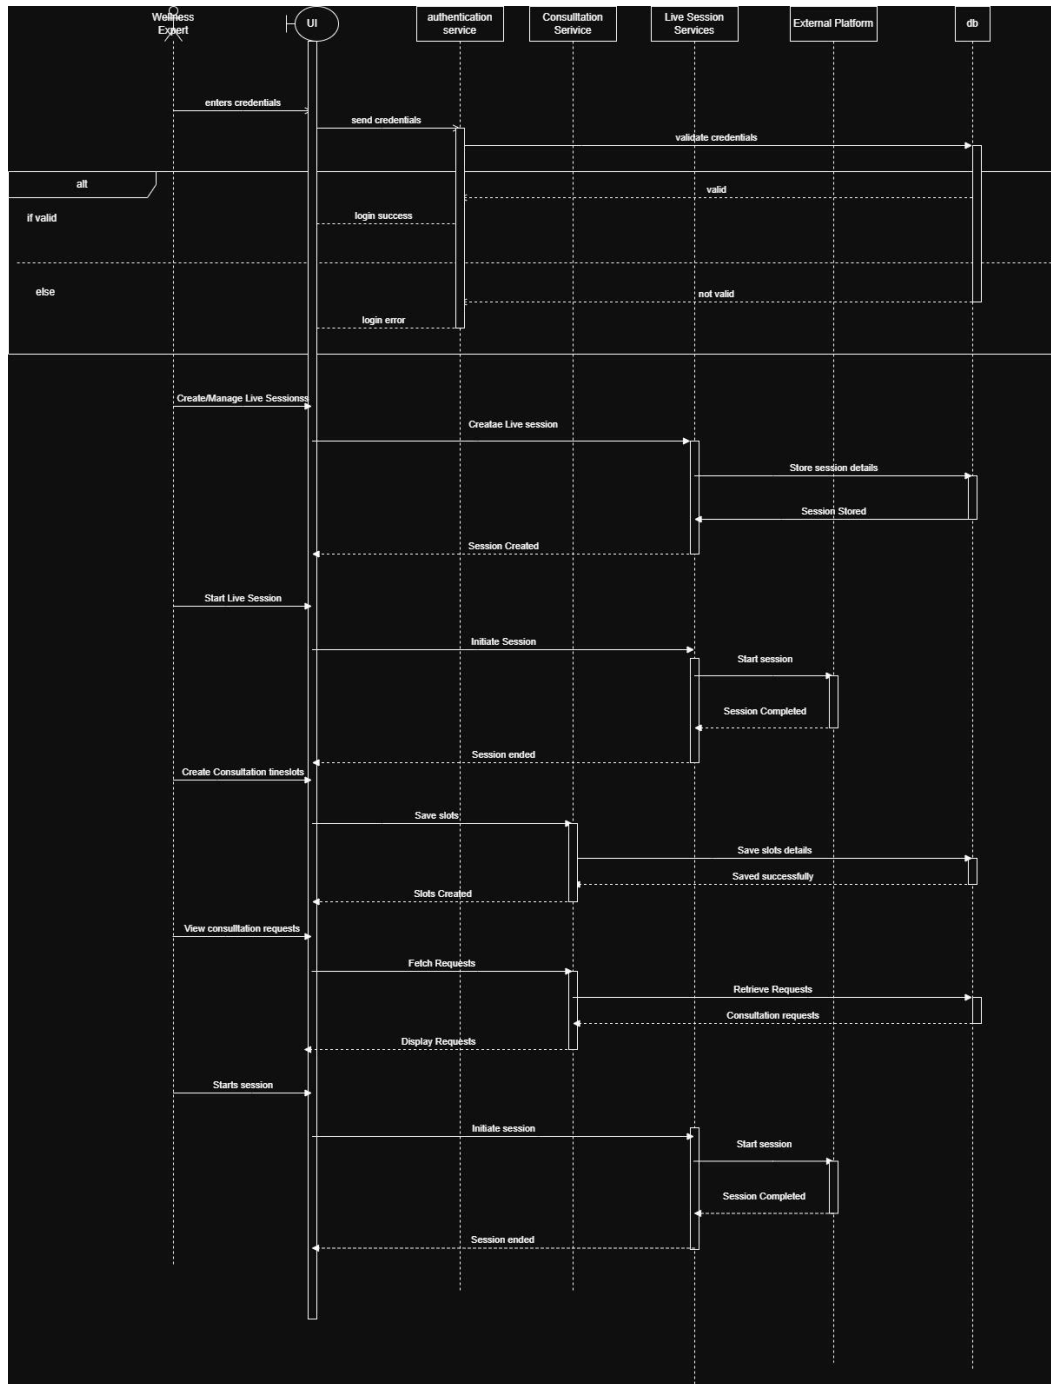 Wellness
Expert
UI
authentication
service
Consulltation
Serivice
Live Session
Services
External Platform
db
enters credentials
send credentials
validate credentials
alt
valid
if valid
login success
else
not valid
login error
Create/Manage Live Sessionss
Creatae Live session
Store session details
Session Stored
Session Created
Start Live Session
Initiate Session
Start session
Session Completed
Session ended
Create Consultation tineslots
Save slots
Save slots details
Saved successfully
Slots Created
View consulltation requests
Fetch Requests
Retrieve Requests
Consultation requests
Display Requests
Starts session
Initiate session
Start session
Session Completed
Session ended